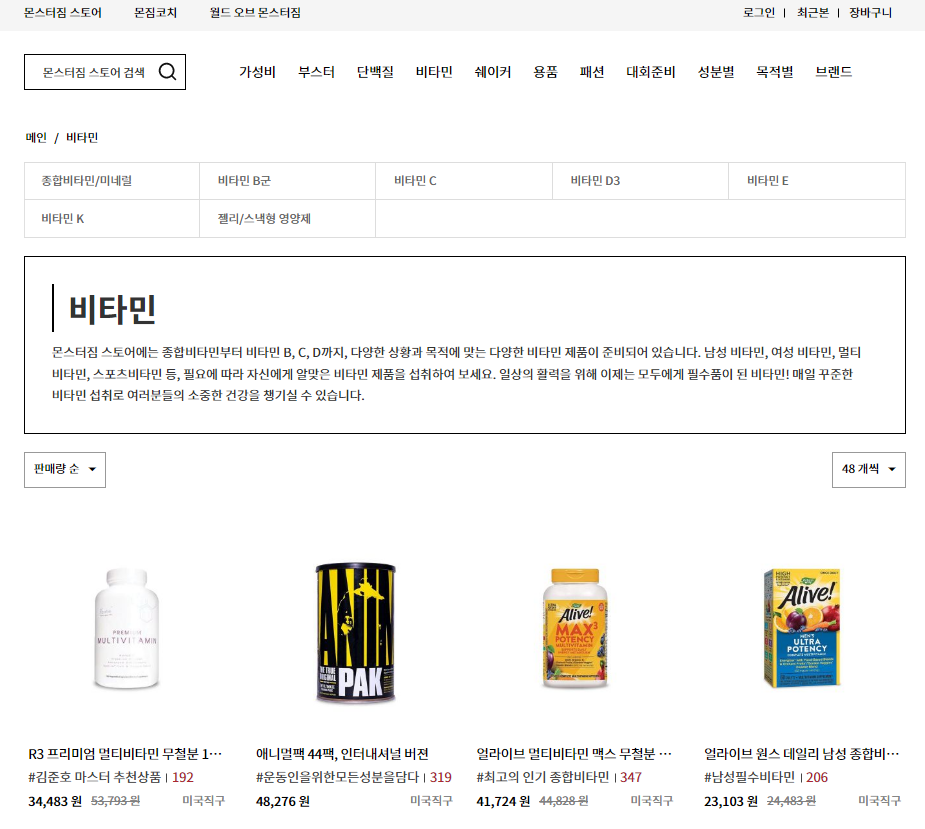 몬스터짐 스토어 몬짐코치 월드 오브 몬스터짐 로그인 | 최근본 | 장바구니
몬스터짐 스토어 검색 가성비 부스터 단백질 비타민 쉐이커 용품 패션 대회준비 성분별 목적별 브랜드
메인 / 비타민
종합비타민/미네럴 비타민 B군 비타민 C 비타민 D3 비타민 E
비타민 K 젤리/스낵형 영양제
비타민
몬스터짐 스토어에는 종합비타민부터 비타민 B, C, D까지, 다양한 상황과 목적에 맞는 다양한 비타민 제품이 준비되어 있습니다. 남성 비타민, 여성 비타민, 멀티
비타민, 스포츠비타민 등, 필요에 따라 자신에게 알맞은 비타민 제품을 섭취하여 보세요. 일상의 활력을 위해 이제는 모두에게 필수품이 된 비타민! 매일 꾸준한
비타민 섭취로 여러분들의 소중한 건강을 챙기실 수 있습니다.
판매량 순 48 개씩
PREMIUM
MULTIVITAMIN
ANIMAL
THE TRUE
ORIGINAL
PAK
Alive!
MAX3
POTENCY
MULTIVITAMIN
Alive!
MEN'S
ULTRA
POTENCY
R3 프리미엄 멀티비타민 무철분 1… 애니멀팩 44팩, 인터내셔널 버젼 얼라이브 멀티비타민 맥스 무철분 … 얼라이브 원스 데일리 남성 종합비…
#김준호 마스터 추천상품 | 192 #운동인을위한모든성분을담다 | 319 #최고의 인기 종합비타민 | 347 #남성필수비타민 | 206
34,483 원 53,793 원 미국직구 48,276 원 미국직구 41,724 원 44,828 원 미국직구 23,103 원 24,483 원 미국직구